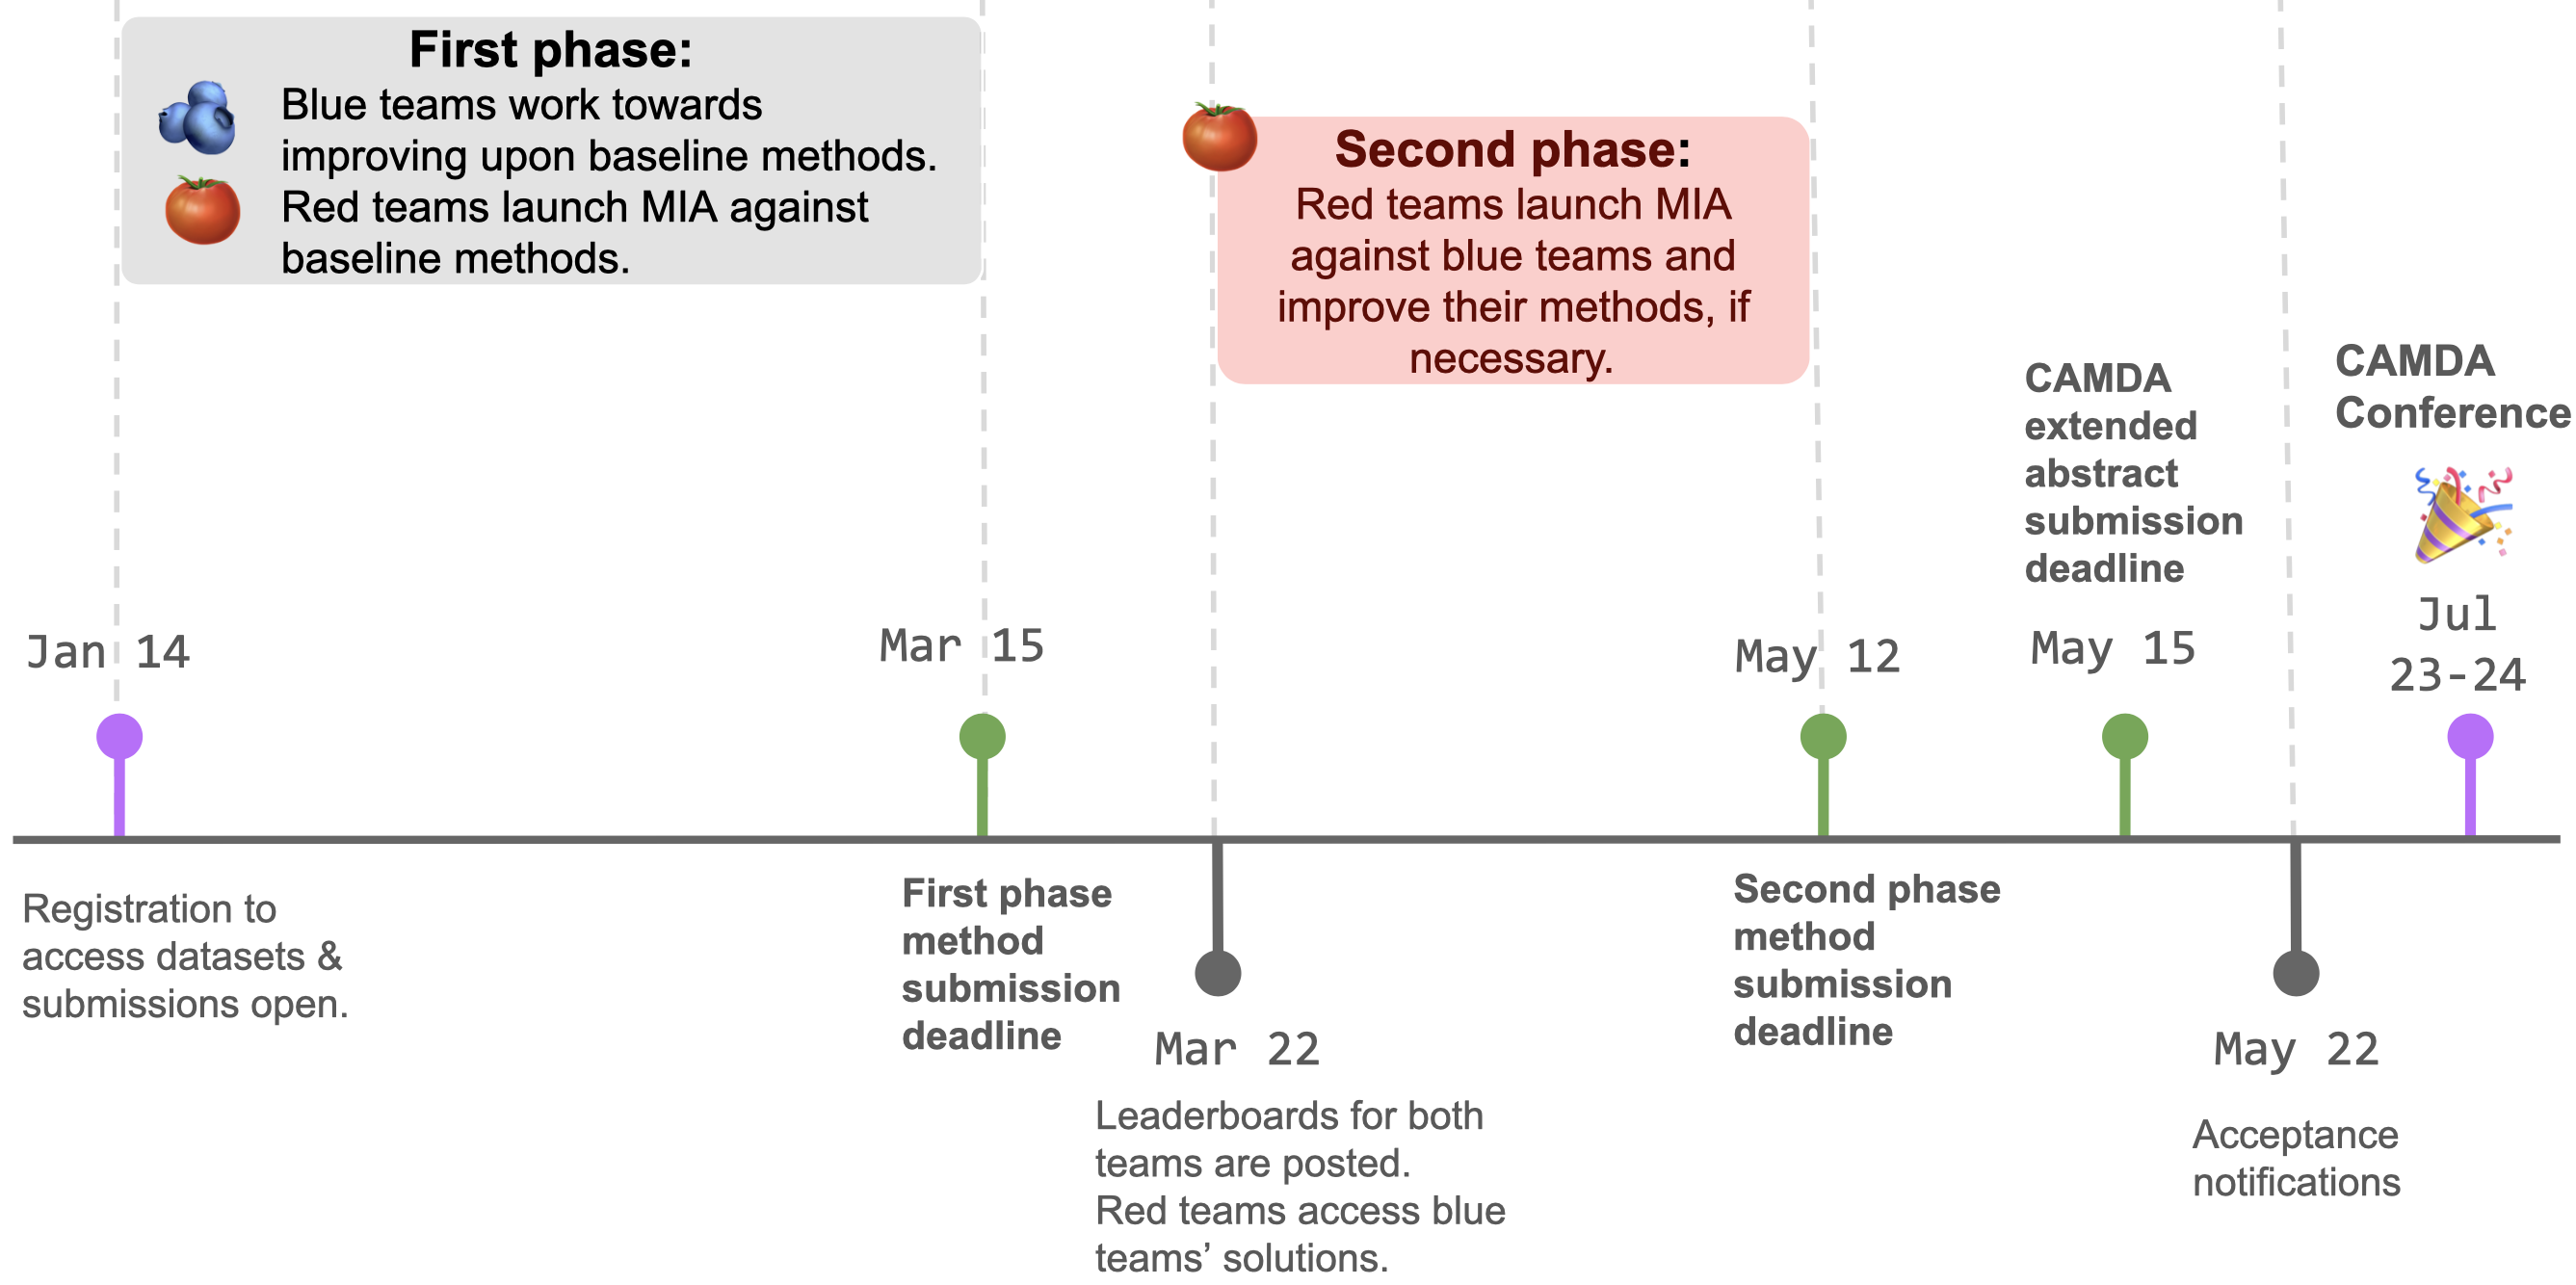 First phase:
Blue teams work towards
improving upon baseline methods.
Red teams launch MIA against
baseline methods.
Second phase:
Red teams launch MIA
against blue teams and
improve their methods, if
necessary.
CAMDA
extended
abstract
submission
deadline
CAMDA
Conference
Jan 14
Mar 15
May 12
May 15
Jul
23-24
Registration to
access datasets &
submissions open.
First phase
method
submission
deadline
Mar 22
Leaderboards for both
teams are posted.
Red teams access blue
teams’ solutions.
Second phase
method
submission
deadline
May 22
Acceptance
notifications